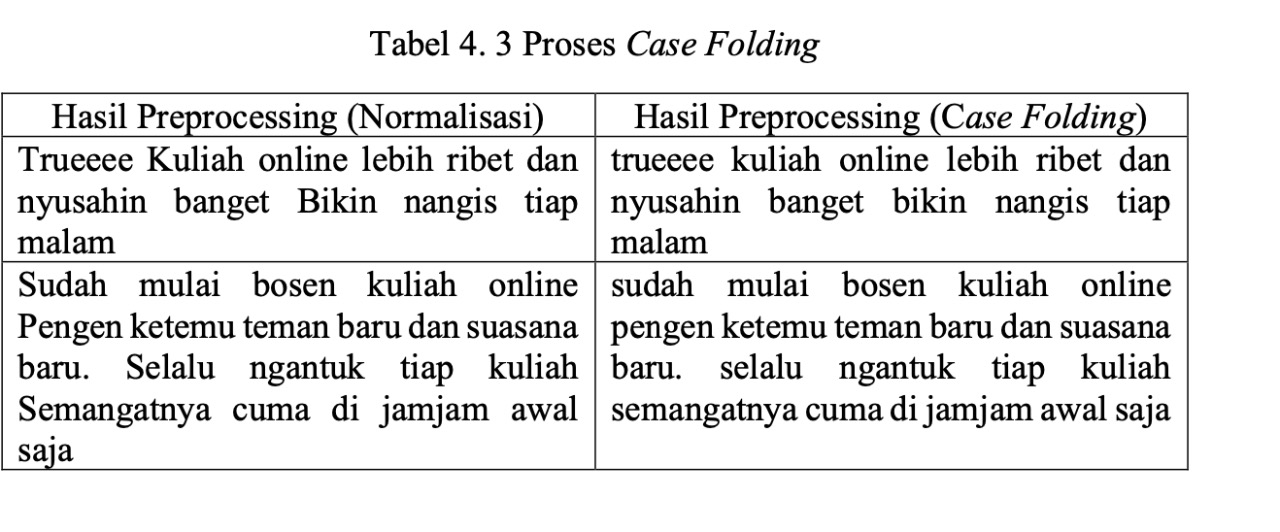 Tabel 4. 3 Proses Case Folding
Hasil Preprocessing (Normalisasi)
Hasil Preprocessing (Case Folding)
Trueeee Kuliah online lebih ribet dan
nyusahin banget Bikin nangis tiap
malam
trueeee kuliah online lebih ribet dan
nyusahin banget bikin nangis tiap
malam
Sudah mulai bosen kuliah online
Pengen ketemu teman baru dan suasana
baru. Selalu ngantuk tiap kuliah
Semangatnya cuma di jamjam awal
saja
sudah mulai bosen kuliah online
pengen ketemu teman baru dan suasana
baru. selalu ngantuk tiap kuliah
semangatnya cuma di jamjam awal saja